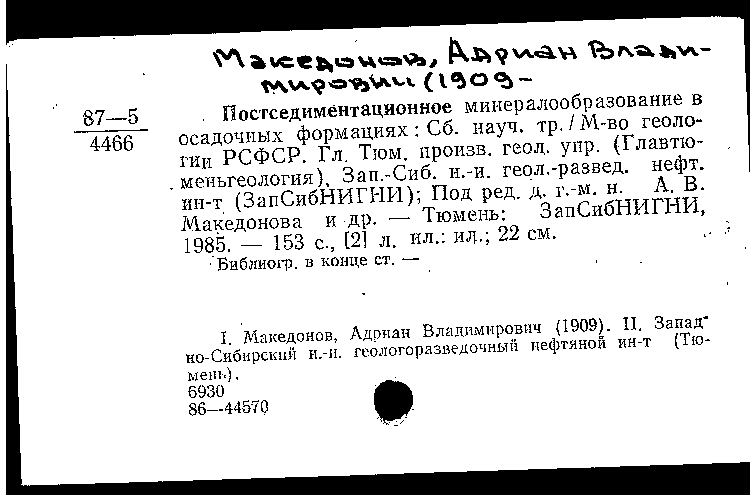 Македонов, Адриан Влади-
мирович (1909-
87—5
4466
Постседиментационное минералообразование в
осадочных формациях : Сб. науч. тр. / М-во геоло-
гии РСФСР. Гл. Тюм. произв. геол. упр. (Главтю-
меньгеология), Зап.-Сиб. н.-и. геол.-развед. нефт.
ин-т (ЗапСибНИГНИ); Под ред. д. г.-м. н. А. В.
Македонова и др. — Тюмень: ЗапСибНИГНИ,
1985. — 153 с., [2] л. ил.: ил.; 22 см.
Библиогр. в конце ст. —
I. Македонов, Адриан Владимирович (1909). II. Запад-
но-Сибирский н.-и. геологоразведочный нефтяной ин-т (Тю-
мень).
6930
86—44570